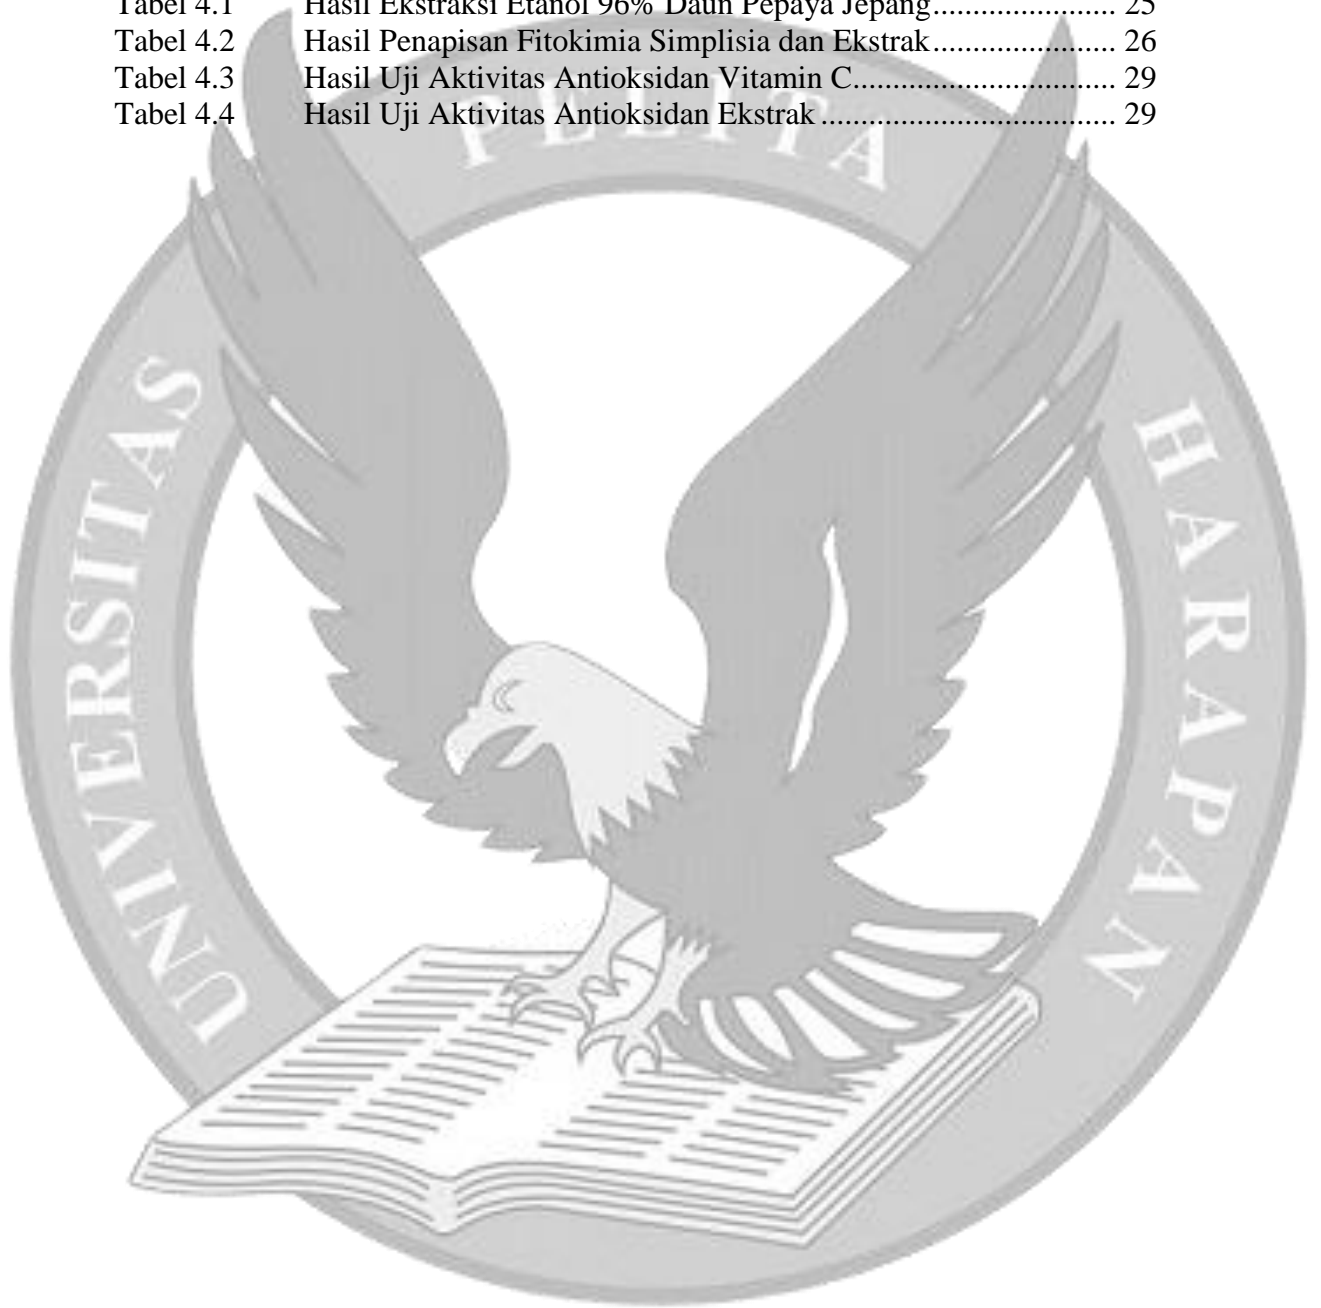 Tabel 4.1 Hasil Ekstraksi Etanol 96% Daun Pepaya Jepang....................... 25
Tabel 4.2 Hasil Penapisan Fitokimia Simplisia dan Ekstrak....................... 26
Tabel 4.3 Hasil Uji Aktivitas Antioksidan Vitamin C................................. 29
Tabel 4.4 Hasil Uji Aktivitas Antioksidan Ekstrak..................................... 29
UNIVERSITAS PELITA HARAPAN